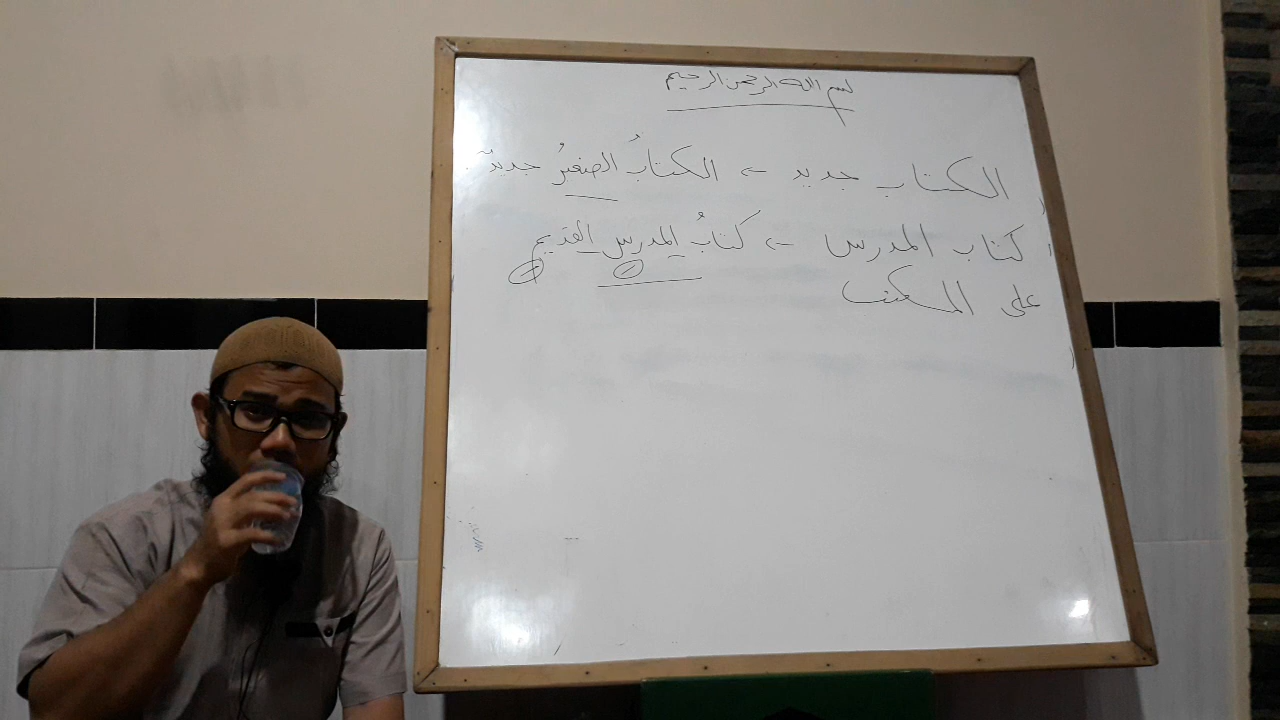 بسم الله الرحمن الرحيم
الكتاب جديد ← الكتابُ الصغيرُ جديدٌ.
كتاب المدرس ← كتابُ المدرس القديم
على المكتب